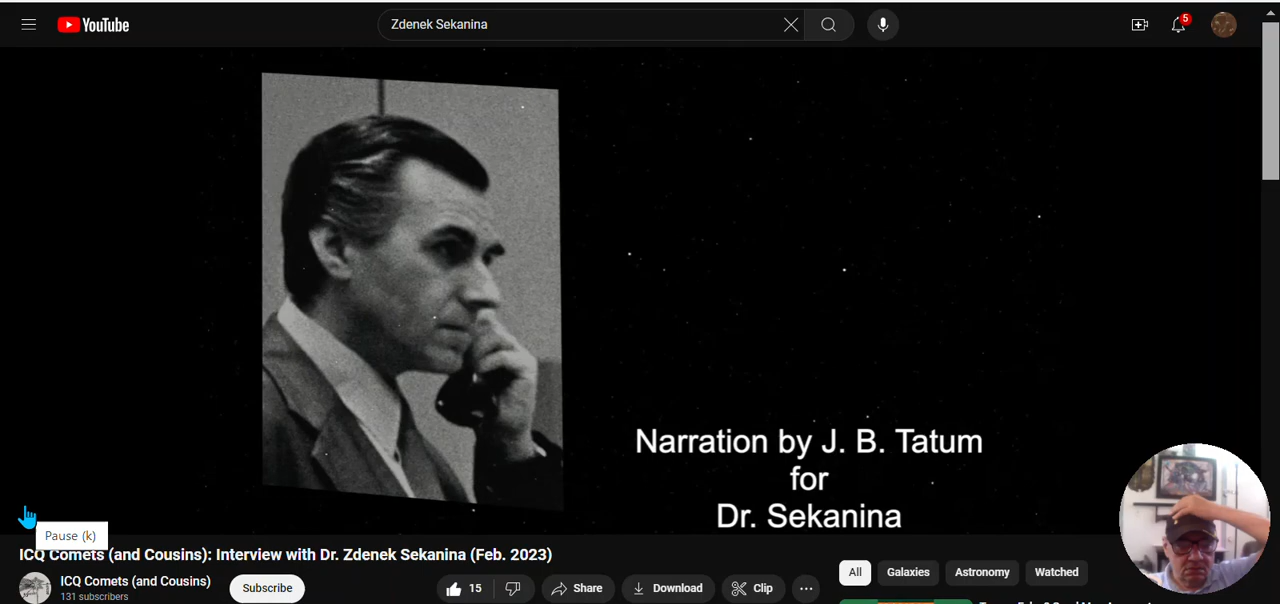 YouTube
Zdenek Sekanina
5
Narration by J. B. Tatum
for
Dr. Sekanina
Pause (k)
ICQ Comets (and Cousins): Interview with Dr. Zdenek Sekanina (Feb. 2023)
ICQ Comets (and Cousins)
131 subscribers
Subscribe
15
Share
Download
Clip
All
Galaxies
Astronomy
Watched